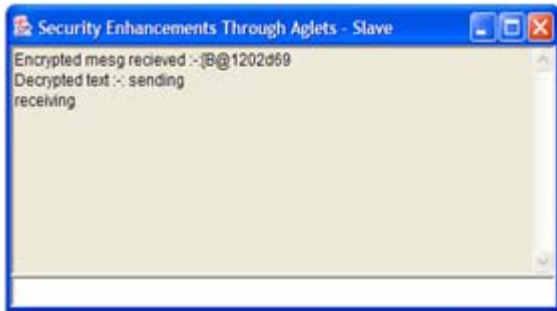 Security Enhancements Through Aglets - Slave
Encrypted mesg recieved :-:[B@1202d69
Decrypted text :-: sending
receiving